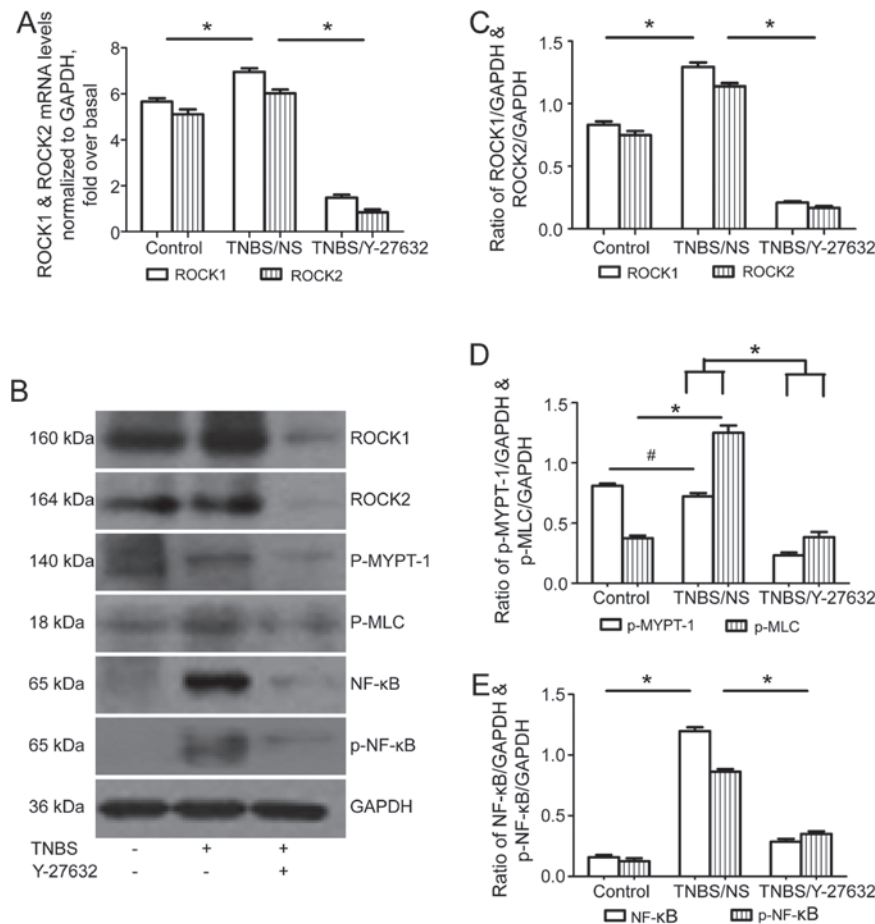 A
ROCK1 & ROCK2 mRNA levels
normalized to GAPDH,
fold over basal
8
6
4
2
0
*
*
Control
TNBS/NS
TNBS/Y-27632
ROCK1
ROCK2
C
Ratio of ROCK1/GAPDH &
ROCK2/GAPDH
1.5
1.0
0.5
0.0
*
*
Control
TNBS/NS
TNBS/Y-27632
ROCK1
ROCK2
B
160 kDa ROCK1
164 kDa ROCK2
140 kDa P-MYPT-1
18 kDa P-MLC
65 kDa NF-κB
65 kDa p-NF-κB
36 kDa GAPDH
TNBS - + +
Y-27632 - - +
D
Ratio of p-MYPT-1/GAPDH &
p-MLC/GAPDH
1.5
1.0
0.5
0.0
*
*
#
Control
TNBS/NS
TNBS/Y-27632
p-MYPT-1
p-MLC
E
Ratio of NF-κB/GAPDH &
p-NF-κB/GAPDH
1.5
1.0
0.5
0.0
*
*
Control
TNBS/NS
TNBS/Y-27632
NF-κB
p-NF-κB